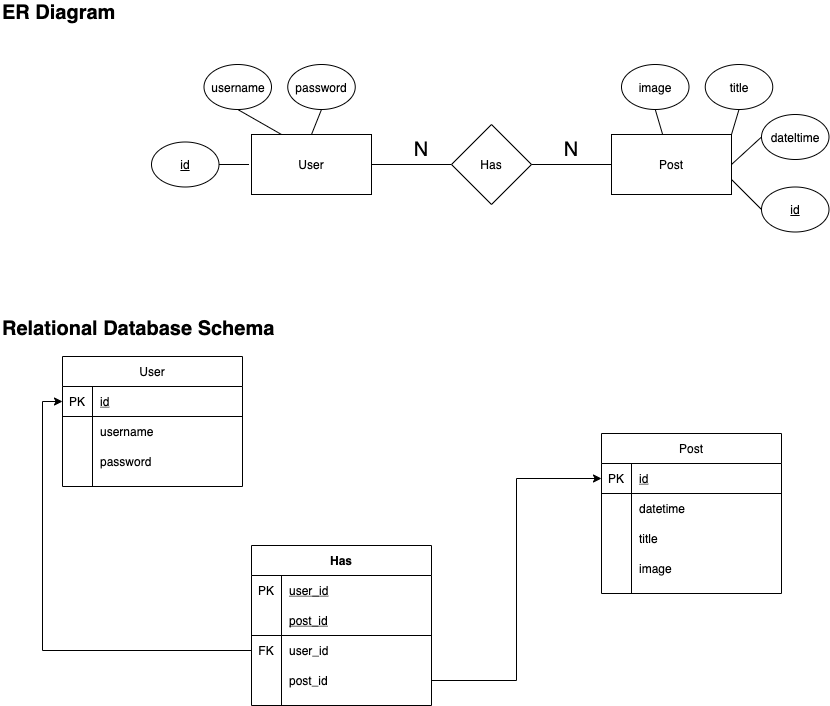 ER Diagram
username
password
image
title
dateltime
id
User
N
Has
N
Post
id
Relational Database Schema
User
PK id
username
password
Post
PK id
datetime
title
image
Has
PK user_id
post_id
FK user_id
post_id